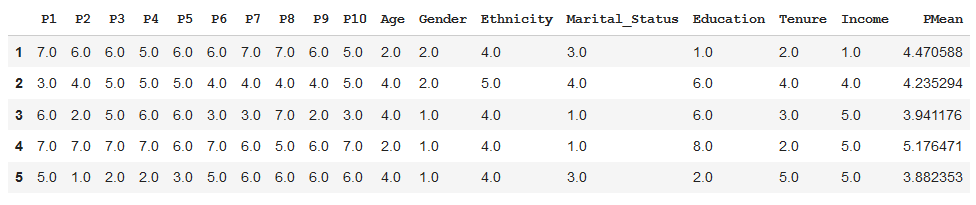 P1 P2 P3 P4 P5 P6 P7 P8 P9 P10 Age Gender Ethnicity Marital_Status Education Tenure Income PMean
1 7.0 6.0 6.0 5.0 6.0 6.0 7.0 7.0 6.0 5.0 2.0 2.0 4.0 3.0 1.0 2.0 1.0 4.470588
2 3.0 4.0 5.0 5.0 5.0 4.0 4.0 4.0 4.0 5.0 4.0 2.0 5.0 4.0 6.0 4.0 4.0 4.235294
3 6.0 2.0 5.0 6.0 6.0 3.0 3.0 7.0 2.0 3.0 4.0 1.0 4.0 1.0 6.0 3.0 5.0 3.941176
4 7.0 7.0 7.0 7.0 6.0 7.0 6.0 5.0 6.0 7.0 2.0 1.0 4.0 1.0 8.0 2.0 5.0 5.176471
5 5.0 1.0 2.0 2.0 3.0 5.0 6.0 6.0 6.0 6.0 4.0 1.0 4.0 3.0 2.0 5.0 5.0 3.882353